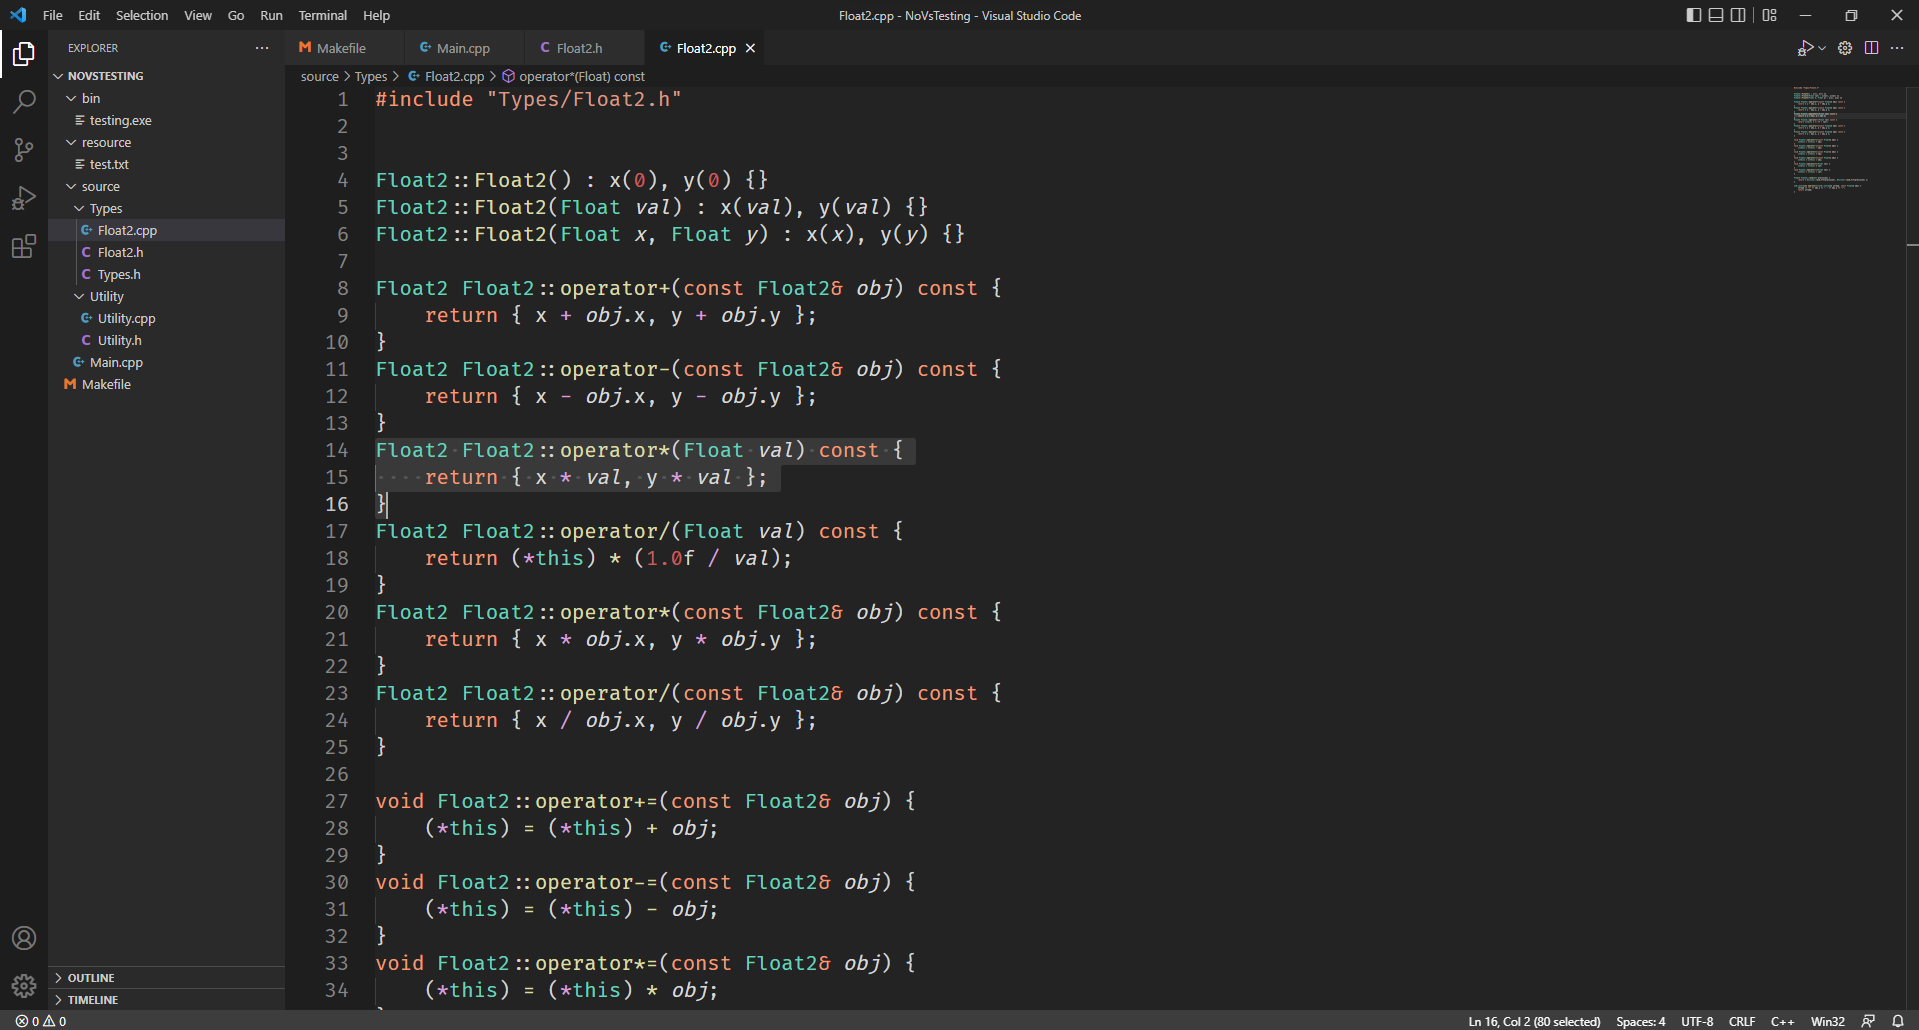 File Edit Selection View Go Run Terminal Help
Float2.cpp - NoVsTesting - Visual Studio Code
EXPLORER
NOVSTESTING
bin
testing.exe
resource
test.txt
source
Types
Float2.cpp
Float2.h
Types.h
Utility
Utility.cpp
Utility.h
Main.cpp
Makefile
OUTLINE
TIMELINE
Makefile Main.cpp Float2.h Float2.cpp
source > Types > Float2.cpp > operator*(Float) const
1 #include "Types/Float2.h"
2
3
4 Float2::Float2() : x(0), y(0) {}
5 Float2::Float2(Float val) : x(val), y(val) {}
6 Float2::Float2(Float x, Float y) : x(x), y(y) {}
7
8 Float2 Float2::operator+(const Float2& obj) const {
9     return { x + obj.x, y + obj.y };
10 }
11 Float2 Float2::operator-(const Float2& obj) const {
12     return { x - obj.x, y - obj.y };
13 }
14 Float2 Float2::operator*(Float val) const {
15     return { x * val, y * val };
16 }
17 Float2 Float2::operator/(Float val) const {
18     return (*this) * (1.0f / val);
19 }
20 Float2 Float2::operator*(const Float2& obj) const {
21     return { x * obj.x, y * obj.y };
22 }
23 Float2 Float2::operator/(const Float2& obj) const {
24     return { x / obj.x, y / obj.y };
25 }
26
27 void Float2::operator+=(const Float2& obj) {
28     (*this) = (*this) + obj;
29 }
30 void Float2::operator-=(const Float2& obj) {
31     (*this) = (*this) - obj;
32 }
33 void Float2::operator*=(const Float2& obj) {
34     (*this) = (*this) * obj;
0 0
Ln 16, Col 2 (80 selected) Spaces: 4 UTF-8 CRLF C++ Win32